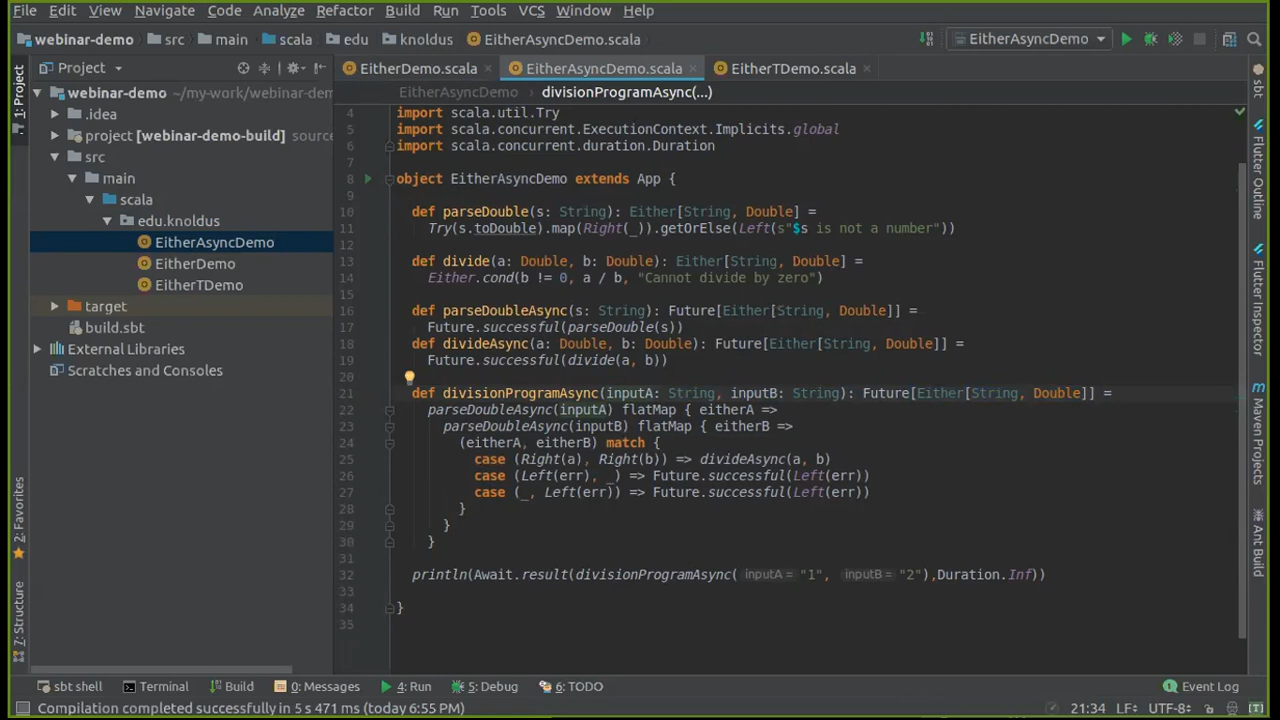 File Edit View Navigate Code Analyze Refactor Build Run Tools VCS Window Help
webinar-demo src main scala edu knoldus EitherAsyncDemo.scala EitherAsyncDemo
Project EitherDemo.scala EitherAsyncDemo.scala EitherTDemo.scala
EitherAsyncDemo divisionProgramAsync(...)
1: Project
webinar-demo ~/my-work/webinar-dem
.idea
project [webinar-demo-build] source
src
main
scala
edu.knoldus
EitherAsyncDemo
EitherDemo
EitherTDemo
target
build.sbt
External Libraries
Scratches and Consoles
2: Favorites
7: Structure
4 import scala.util.Try
5 import scala.concurrent.ExecutionContext.Implicits.global
6 import scala.concurrent.duration.Duration
7
8 object EitherAsyncDemo extends App {
9
10 def parseDouble(s: String): Either[String, Double] =
11 Try(s.toDouble).map(Right(_)).getOrElse(Left(s"$s is not a number"))
12
13 def divide(a: Double, b: Double): Either[String, Double] =
14 Either.cond(b != 0, a / b, "Cannot divide by zero")
15
16 def parseDoubleAsync(s: String): Future[Either[String, Double]] =
17 Future.successful(parseDouble(s))
18 def divideAsync(a: Double, b: Double): Future[Either[String, Double]] =
19 Future.successful(divide(a, b))
20
21 def divisionProgramAsync(inputA: String, inputB: String): Future[Either[String, Double]] =
22 parseDoubleAsync(inputA) flatMap { eitherA =>
23 parseDoubleAsync(inputB) flatMap { eitherB =>
24 (eitherA, eitherB) match {
25 case (Right(a), Right(b)) => divideAsync(a, b)
26 case (Left(err), _) => Future.successful(Left(err))
27 case (_, Left(err)) => Future.successful(Left(err))
28 }
29 }
30 }
31
32 println(Await.result(divisionProgramAsync( inputA = "1", inputB = "2"),Duration.Inf))
33
34 }
35
sbt
Flutter Outline
Flutter Inspector
Maven Projects
Ant Build
sbt shell Terminal Build 0: Messages 4: Run 5: Debug 6: TODO Event Log
Compilation completed successfully in 5 s 471 ms (today 6:55 PM) 21:34 LF÷ UTF-8÷